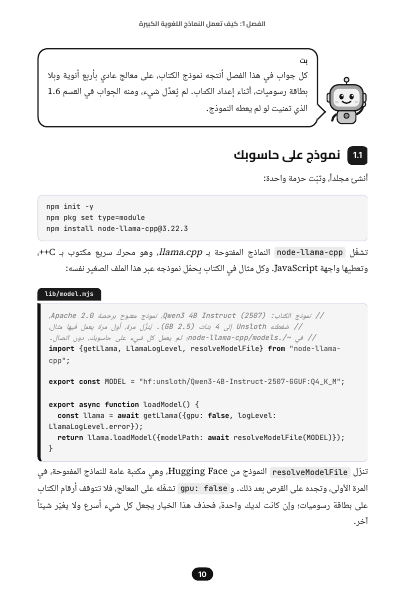 الفصل 1: كيف تعمل النماذج اللغوية الكبيرة
بِت
كل جواب في هذا الفصل أنتجه نموذج الكتاب، على معالج عادي بأربع أنوية وبلا
بطاقة رسوميات، أثناء إعداد الكتاب. لم يُعدَّل شيء، ومنه الجواب في القسم 1.6
الذي تمنيت لو لم يعطه النموذج.
1.1 نموذج على حاسوبك
أنشئ مجلداً، وثبّت حزمة واحدة:
npm init -y
npm pkg set type=module
npm install node-llama-cpp@3.22.3
تشغّل node-llama-cpp النماذج المفتوحة بـ llama.cpp، وهو محرك سريع مكتوب بـ C++،
وتعطيها واجهة JavaScript. وكل مثال في الكتاب يحمّل نموذجه عبر هذا الملف الصغير نفسه:
lib/model.mjs
// نموذج الكتاب: Qwen3 4B Instruct (2507)، نموذج مفتوح برخصة Apache 2.0،
// ضغطته Unsloth إلى 4 بتات (2.5 GB). يُنزَّل مرة، أول مرة يعمل فيها مثال،
// في ~/.node-llama-cpp/models؛ ثم يعمل كل شيء على حاسوبك، دون اتصال.
import {getLlama, LlamaLogLevel, resolveModelFile} from "node-llama-
cpp";
export const MODEL = "hf:unsloth/Qwen3-4B-Instruct-2507-GGUF:Q4_K_M";
export async function loadModel() {
const llama = await getLlama({gpu: false, logLevel:
LlamaLogLevel.error});
return llama.loadModel({modelPath: await resolveModelFile(MODEL)});
}
تنزّل resolveModelFile النموذج من Hugging Face، وهي مكتبة عامة للنماذج المفتوحة، في
المرة الأولى، وتجده على القرص بعد ذلك. و gpu: false تشغّله على المعالج، فلا تتوقف أرقام الكتاب
على بطاقة رسوميات؛ وإن كانت لديك واحدة، فحذف هذا الخيار يجعل كل شيء أسرع ولا يغيّر شيئاً
آخر.
10